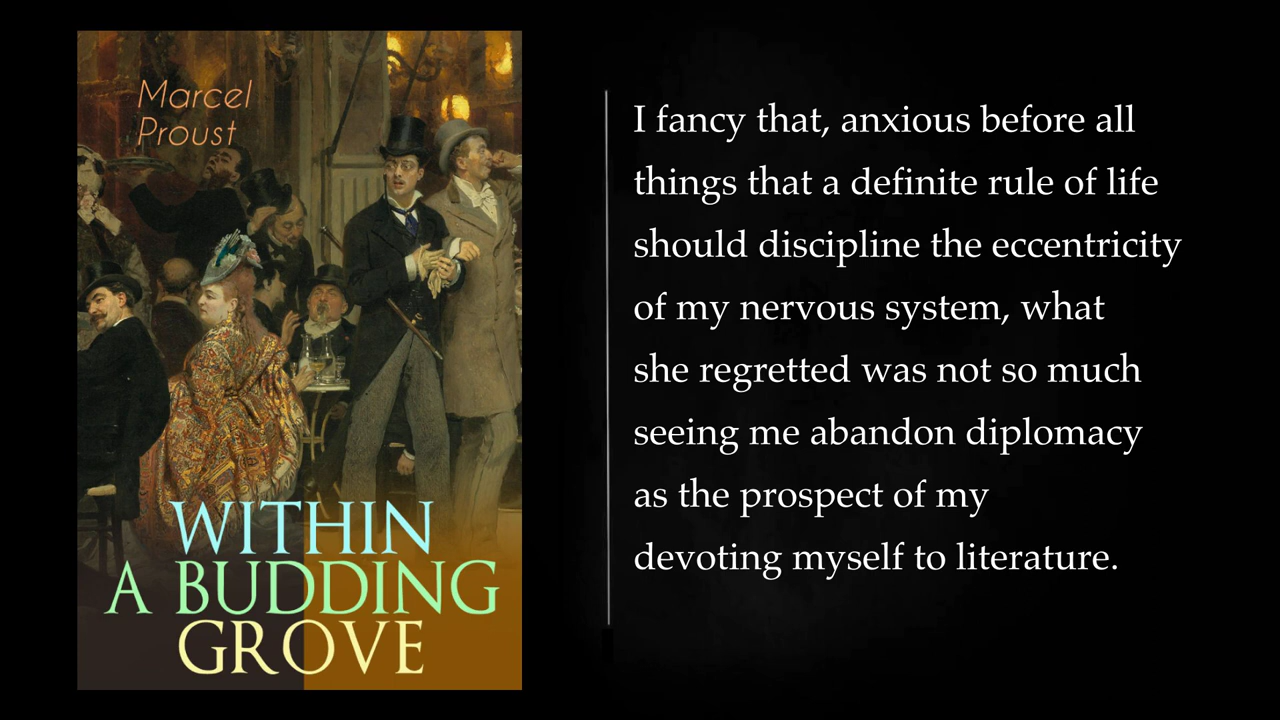 Marcel
Proust
WITHIN
A BUDDING
GROVE
I fancy that, anxious before all
things that a definite rule of life
should discipline the eccentricity
of my nervous system, what
she regretted was not so much
seeing me abandon diplomacy
as the prospect of my
devoting myself to literature.